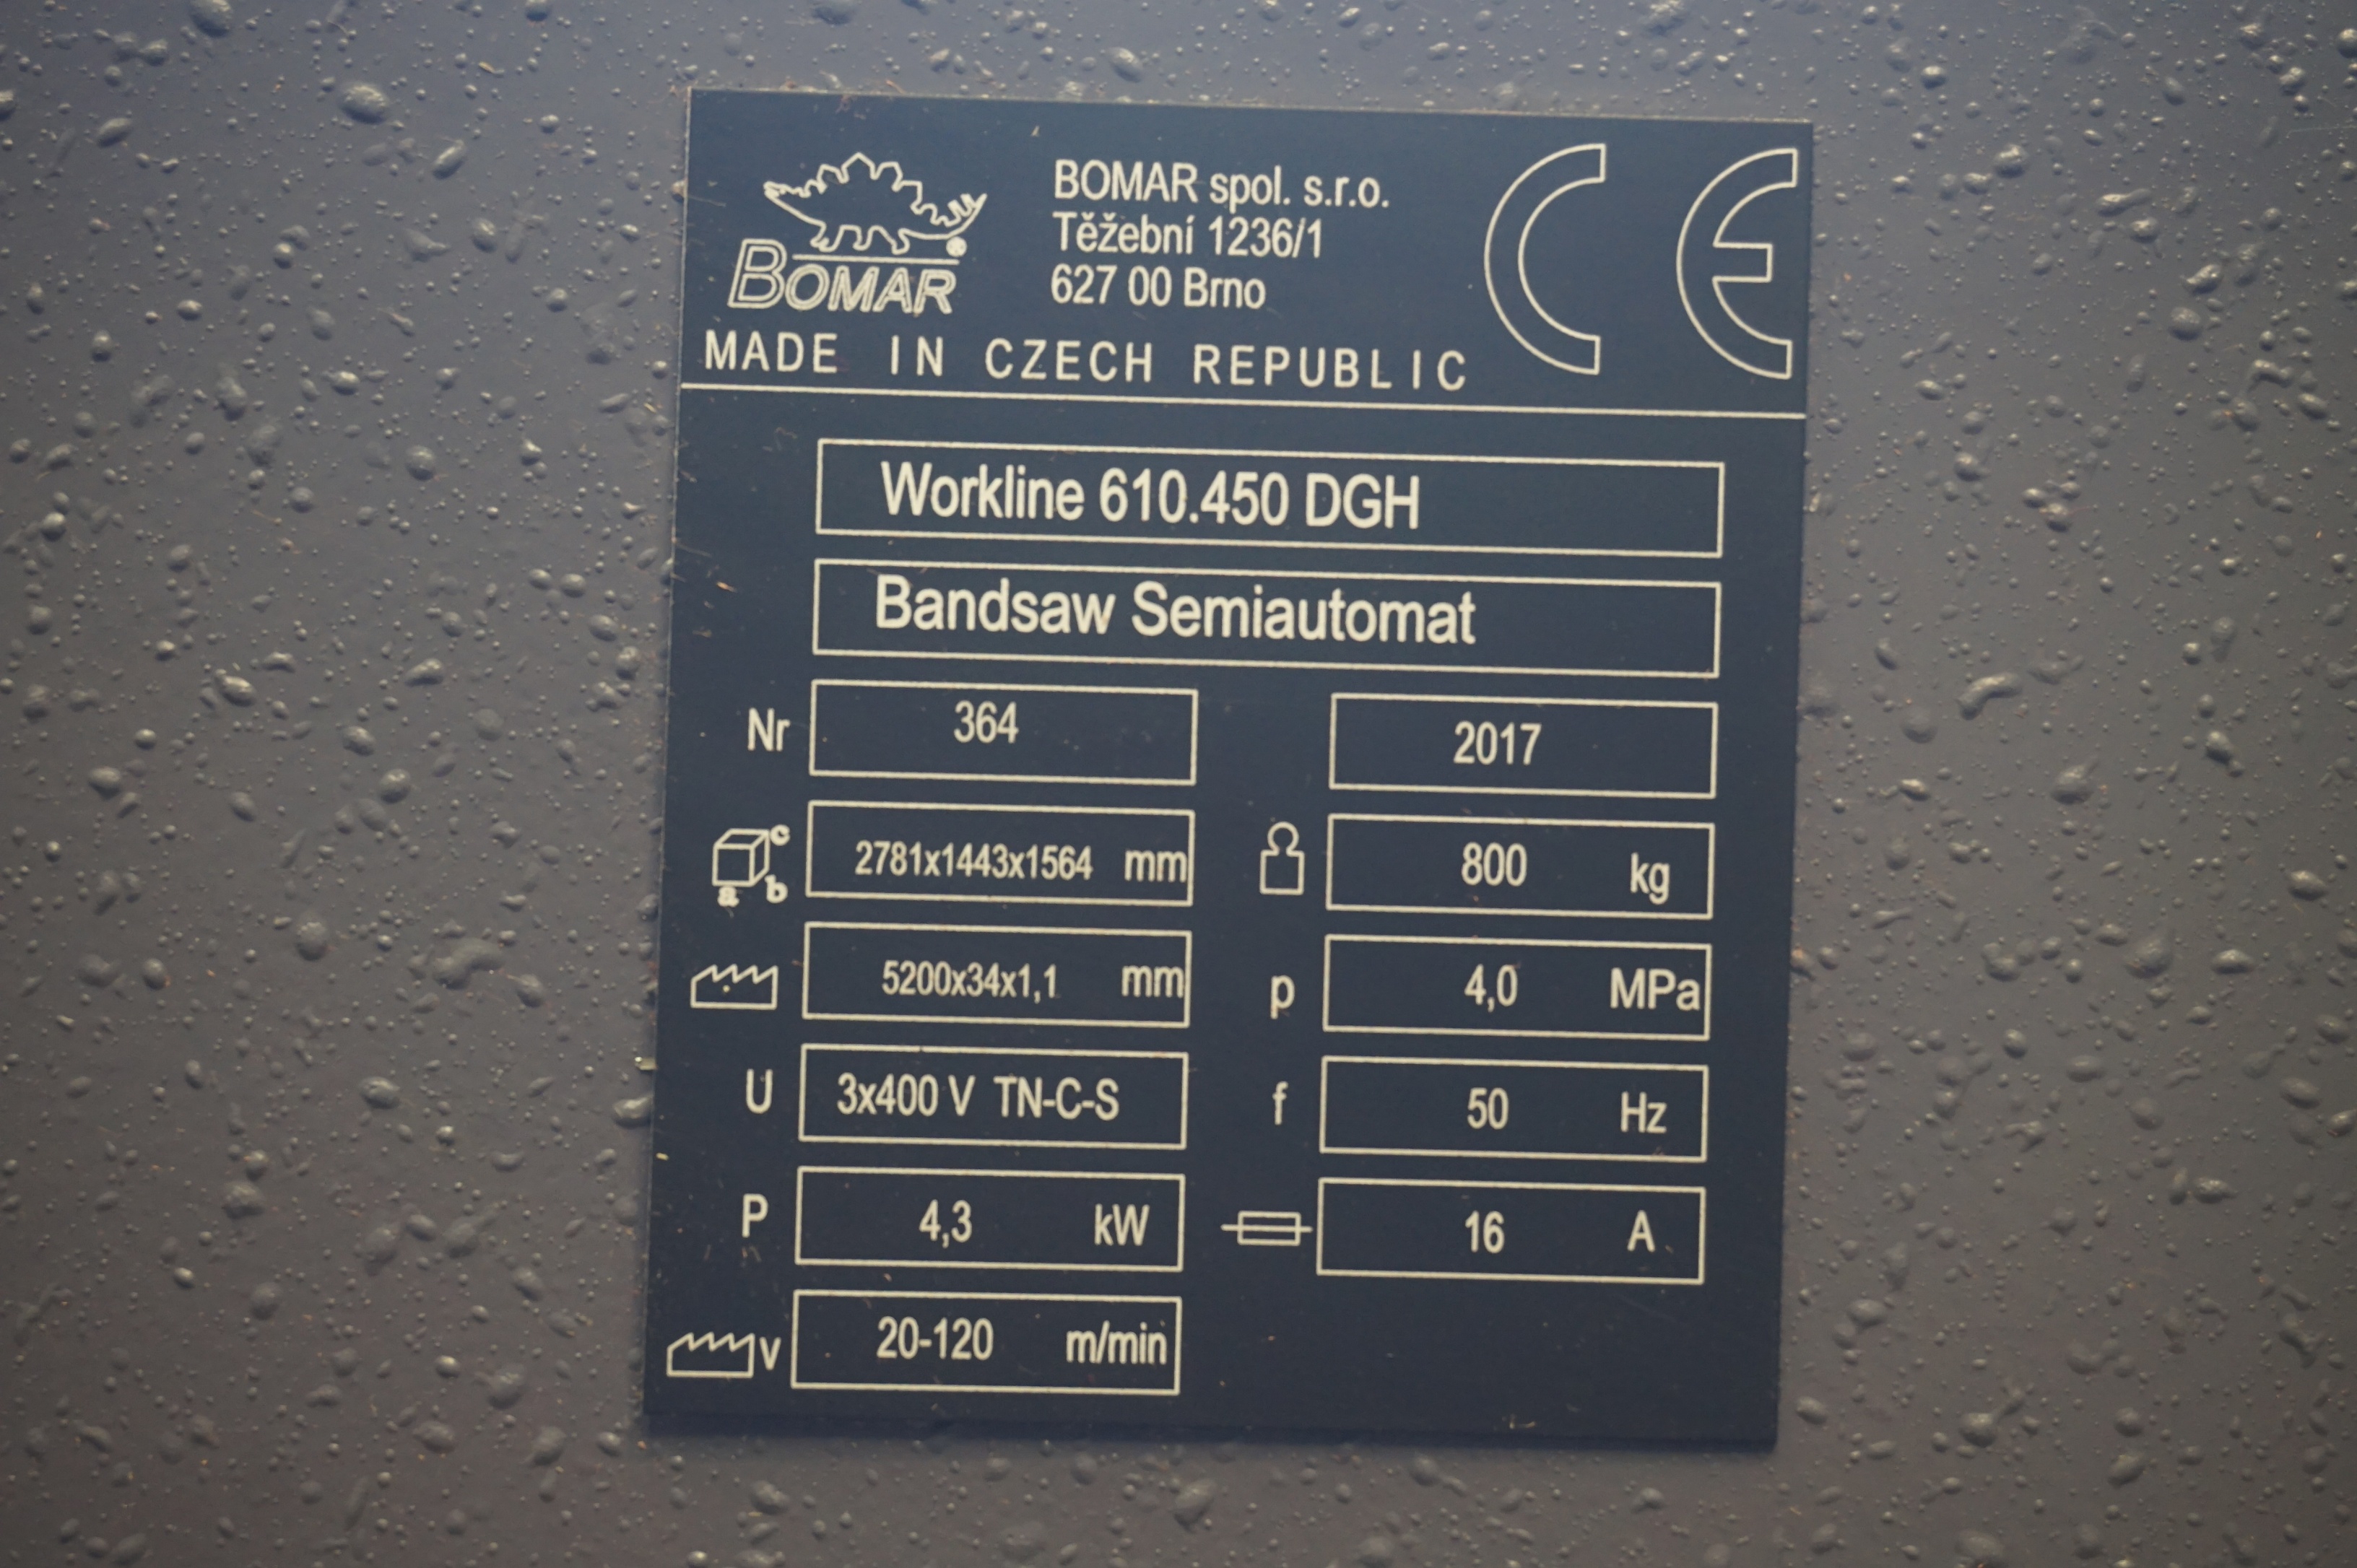 BOMAR
BOMAR spol. s.r.o.
Těžební 1236/1
627 00 Brno
CE
MADE IN CZECH REPUBLIC
Workline 610.450 DGH
Bandsaw Semiautomat
Nr 364 2017
a b c 2781x1443x1564 mm 800 kg
5200x34x1,1 mm p 4,0 MPa
U 3x400 V TN-C-S f 50 Hz
P 4,3 kW 16 A
v 20-120 m/min